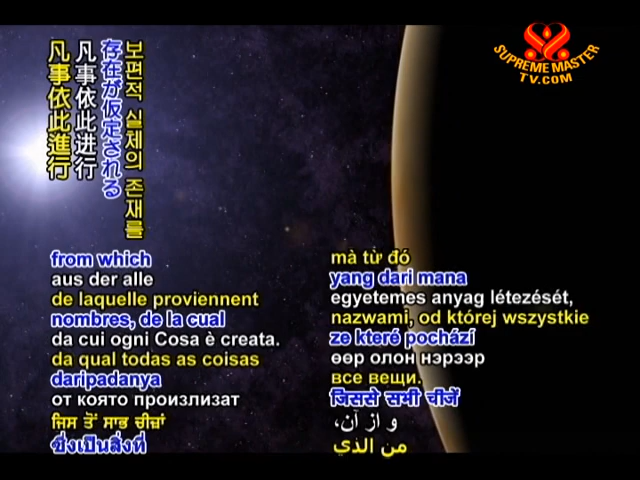 SUPREME MASTER
TV.COM
보편적 실체의 존재를
存在が仮定される
凡事依此进行
凡事依此進行
from which
aus der alle
de laquelle proviennent
nombres, de la cual
da cui ogni Cosa è creata.
da qual todas as coisas
daripadanya
от която произлизат
ਜਿਸ ਤੋਂ ਸਾਭ ਚੀਜ਼ਾਂ
ซึ่งเป็นสิ่งที่
mà từ đó
yang dari mana
egyetemes anyag létezését,
nazwami, od której wszystkie
ze které pochází
өөр олон нэрээр
все вещи.
जिससे सभी चीजें
و از آن،
من الذي